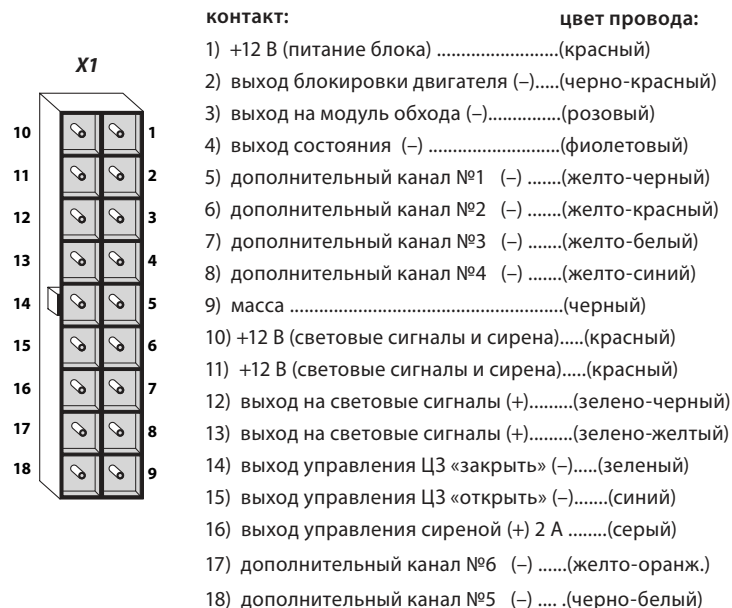 контакт: цвет провода:
X1
1) +12 В (питание блока) ..........................(красный)
2) выход блокировки двигателя (–).....(черно-красный)
3) выход на модуль обхода (–)...............(розовый)
4) выход состояния (–) ............................(фиолетовый)
5) дополнительный канал №1 (–) .......(желто-черный)
6) дополнительный канал №2 (–) .......(желто-красный)
7) дополнительный канал №3 (–) .......(желто-белый)
8) дополнительный канал №4 (–) .......(желто-синий)
9) масса ..........................................................(черный)
10) +12 В (световые сигналы и сирена).....(красный)
11) +12 В (световые сигналы и сирена).....(красный)
12) выход на световые сигналы (+).........(зелено-черный)
13) выход на световые сигналы (+).........(зелено-желтый)
14) выход управления ЦЗ «закрыть» (–).....(зеленый)
15) выход управления ЦЗ «открыть» (–).......(синий)
16) выход управления сиреной (+) 2 А ........(серый)
17) дополнительный канал №6 (–) ......(желто-оранж.)
18) дополнительный канал №5 (–) .... .(черно-белый)
10 1
11 2
12 3
13 4
14 5
15 6
16 7
17 8
18 9